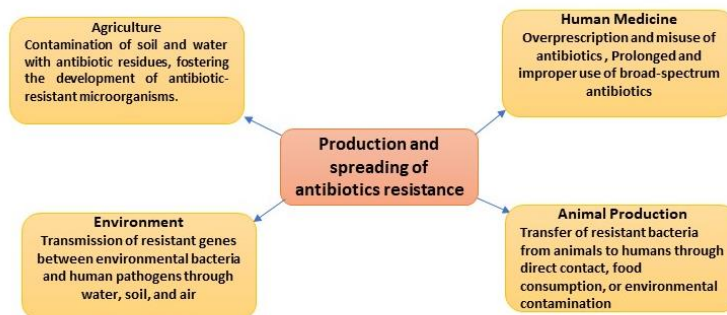 Agriculture
Contamination of soil and water
with antibiotic residues, fostering
the development of antibiotic-
resistant microorganisms.
Human Medicine
Overprescription and misuse of
antibiotics , Prolonged and
improper use of broad-spectrum
antibiotics
Production and
spreading of
antibiotics resistance
Environment
Transmission of resistant genes
between environmental bacteria
and human pathogens through
water, soil, and air
Animal Production
Transfer of resistant bacteria
from animals to humans through
direct contact, food
consumption, or environmental
contamination